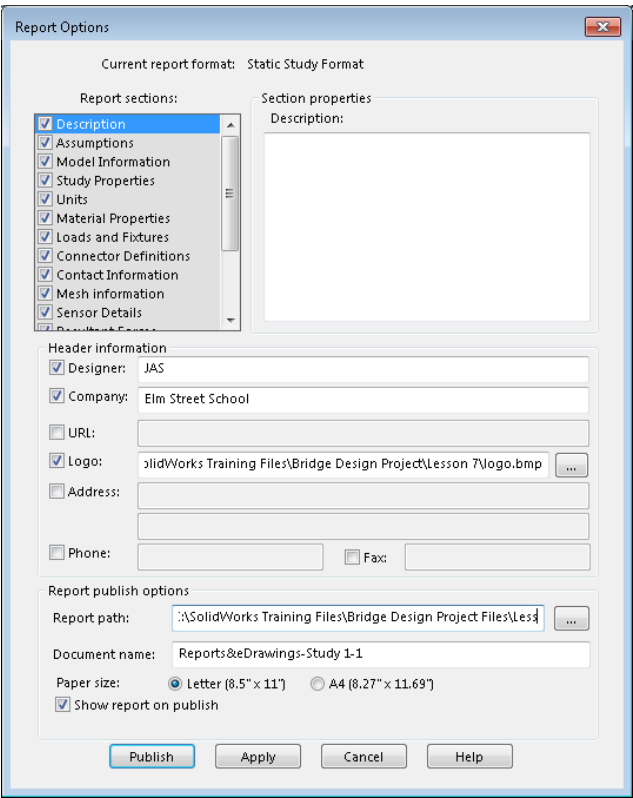 Report Options
Current report format: Static Study Format
Report sections:
Description
Assumptions
Model Information
Study Properties
Units
Material Properties
Loads and Fixtures
Connector Definitions
Contact Information
Mesh information
Sensor Details
Section properties
Description:
Header information
Designer: JAS
Company: Elm Street School
URL:
Logo: olidWorks Training Files\Bridge Design Project\Lesson 7\logo.bmp ...
Address:
Phone: Fax:
Report publish options
Report path: :\SolidWorks Training Files\Bridge Design Project Files\Less ...
Document name: Reports&eDrawings-Study 1-1
Paper size: Letter (8.5" x 11") A4 (8.27" x 11.69")
Show report on publish
Publish Apply Cancel Help